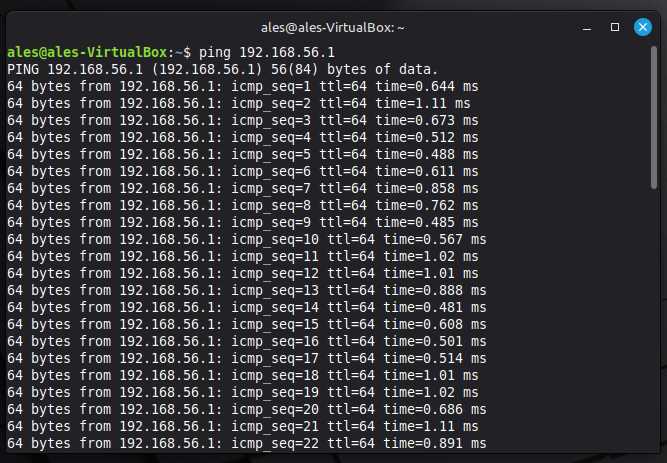 ales@ales-VirtualBox: ~
ales@ales-VirtualBox:~$ ping 192.168.56.1
PING 192.168.56.1 (192.168.56.1) 56(84) bytes of data.
64 bytes from 192.168.56.1: icmp_seq=1 ttl=64 time=0.644 ms
64 bytes from 192.168.56.1: icmp_seq=2 ttl=64 time=1.11 ms
64 bytes from 192.168.56.1: icmp_seq=3 ttl=64 time=0.673 ms
64 bytes from 192.168.56.1: icmp_seq=4 ttl=64 time=0.512 ms
64 bytes from 192.168.56.1: icmp_seq=5 ttl=64 time=0.488 ms
64 bytes from 192.168.56.1: icmp_seq=6 ttl=64 time=0.611 ms
64 bytes from 192.168.56.1: icmp_seq=7 ttl=64 time=0.858 ms
64 bytes from 192.168.56.1: icmp_seq=8 ttl=64 time=0.762 ms
64 bytes from 192.168.56.1: icmp_seq=9 ttl=64 time=0.485 ms
64 bytes from 192.168.56.1: icmp_seq=10 ttl=64 time=0.567 ms
64 bytes from 192.168.56.1: icmp_seq=11 ttl=64 time=1.02 ms
64 bytes from 192.168.56.1: icmp_seq=12 ttl=64 time=1.01 ms
64 bytes from 192.168.56.1: icmp_seq=13 ttl=64 time=0.888 ms
64 bytes from 192.168.56.1: icmp_seq=14 ttl=64 time=0.481 ms
64 bytes from 192.168.56.1: icmp_seq=15 ttl=64 time=0.608 ms
64 bytes from 192.168.56.1: icmp_seq=16 ttl=64 time=0.501 ms
64 bytes from 192.168.56.1: icmp_seq=17 ttl=64 time=0.514 ms
64 bytes from 192.168.56.1: icmp_seq=18 ttl=64 time=1.01 ms
64 bytes from 192.168.56.1: icmp_seq=19 ttl=64 time=1.02 ms
64 bytes from 192.168.56.1: icmp_seq=20 ttl=64 time=0.686 ms
64 bytes from 192.168.56.1: icmp_seq=21 ttl=64 time=1.11 ms
64 bytes from 192.168.56.1: icmp_seq=22 ttl=64 time=0.891 ms